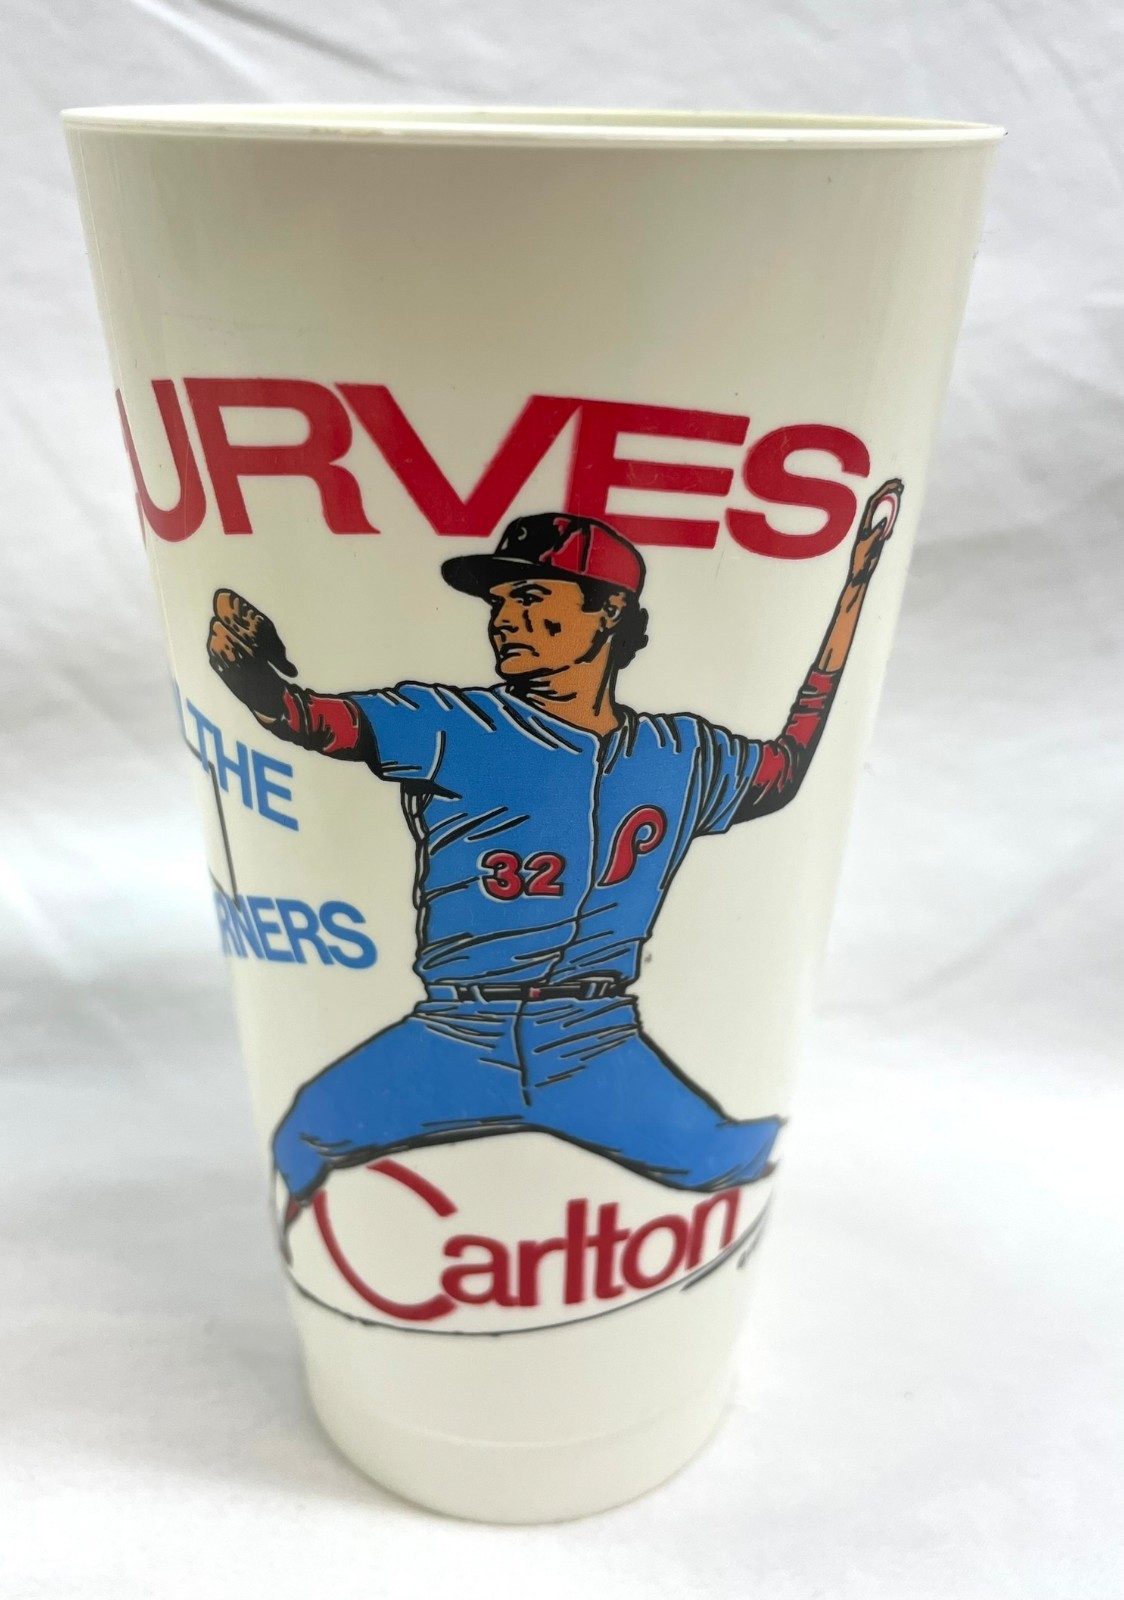 URVES
THE
RNERS
32 P
Carlton